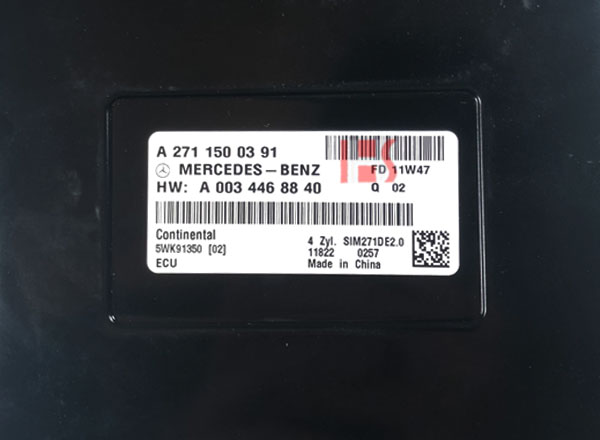 A 271 150 03 91
MERCEDES-BENZ
FD 11W47
HW: A 003 446 88 40
Q 02
Continental
5WK91350 [02]
ECU
4 Zyl. SIM271DE2.0
11822 0257
Made in China